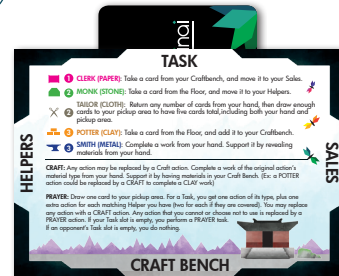 nai
TASK
1 CLERK (PAPER): Take a card from your Craftbench, and move it to your Sales.
2 MONK (STONE): Take a card from the Floor, and move it to your Helpers.
2 TAILOR (CLOTH): Return any number of cards from your hand, then draw enough
cards to your pickup area to have five cards total,including both your hand and
pickup area.
3 POTTER (CLAY): Take a card from the Floor, and add it to your Craftbench.
3 SMITH (METAL): Complete a work from your hand. Support it by revealing
materials from your hand.
HELPERS
SALES
CRAFT: Any action may be replaced by a Craft action. Complete a work of the original action's
material type from your hand. Support it by having materials in your Craft Bench. (Ex: a POTTER
action could be replaced by a CRAFT to complete a CLAY work)
PRAYER: Draw one card to your pickup area. For a Task, you get one action of its type, plus one
extra action for each matching Helper you have (two for each if they are covered). You may replace
any action with a CRAFT action. Any action that you cannot or choose not to use is replaced by a
PRAYER action. If your Task slot is empty, you perform a PRAYER task.
If an opponent's Task slot is empty, you do nothing.
CRAFT BENCH